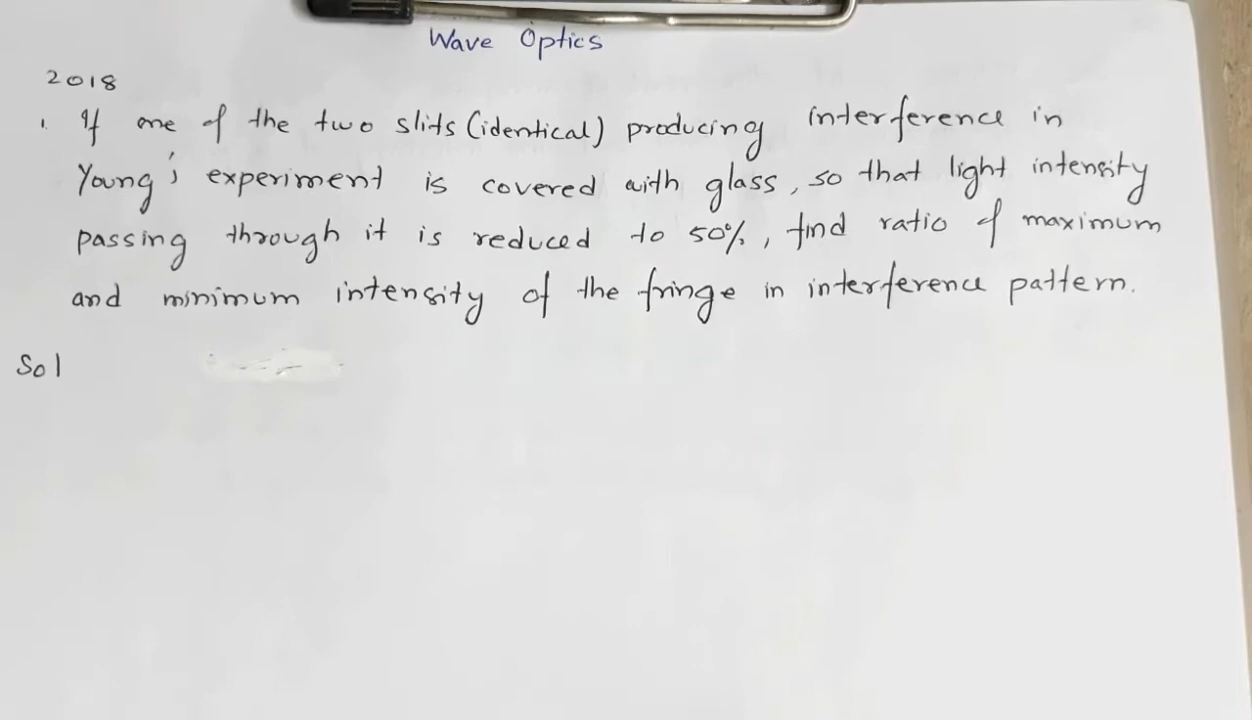 Wave Optics
2018
1. If one of the two slits (identical) producing interference in
Young's experiment is covered with glass, so that light intensity
passing through it is reduced to 50%, find ratio of maximum
and minimum intensity of the fringe in interference pattern.
Sol